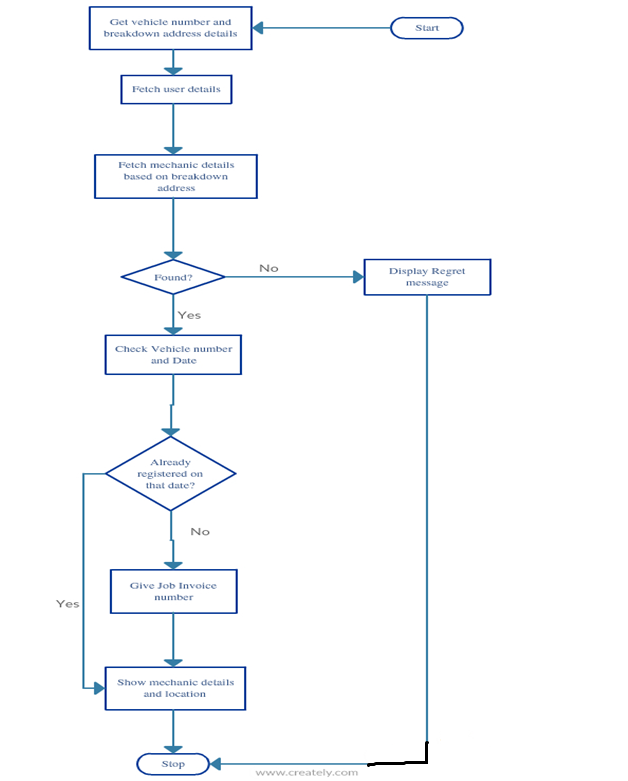 Get vehicle number and
breakdown address details
Start
Fetch user details
Fetch mechanic details
based on breakdown
address
Found?
No
Display Regret
message
Yes
Check Vehicle number
and Date
Already
registered on
that date?
No
Give Job Invoice
number
Yes
Show mechanic details
and location
Stop
www.creately.com